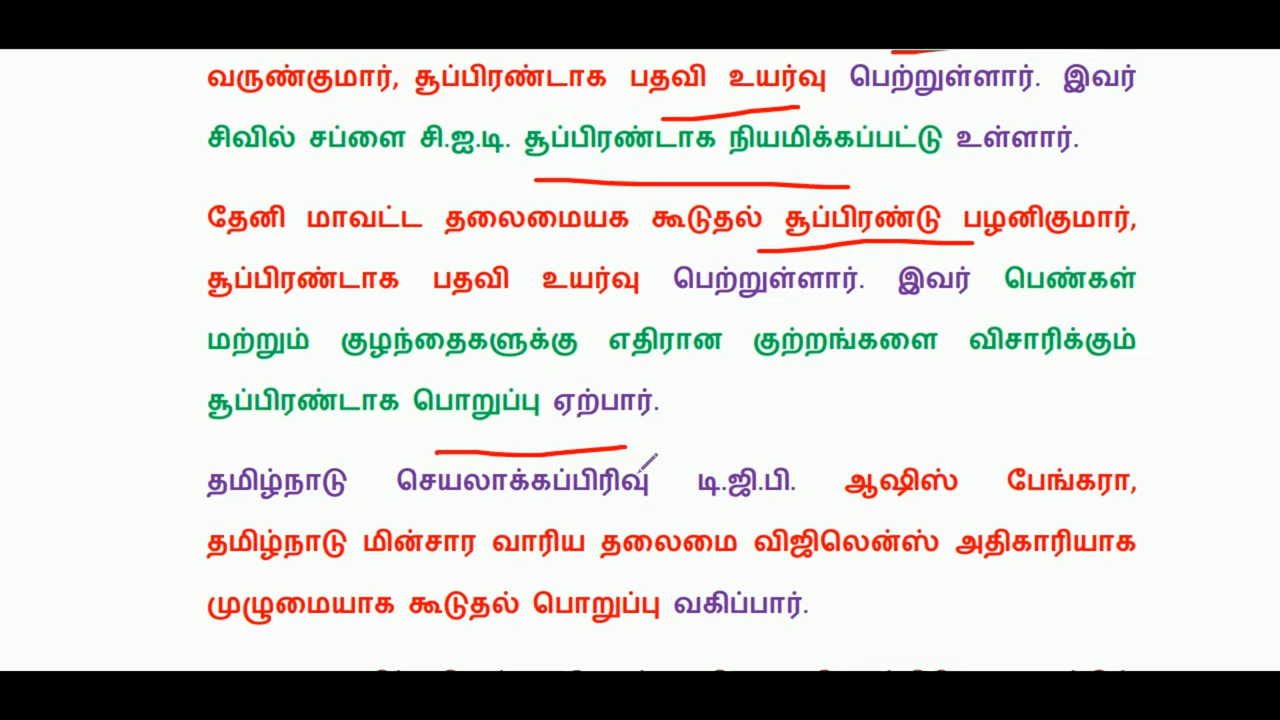 வருண்குமார், சூப்பிரண்டாக பதவி உயர்வு பெற்றுள்ளார். இவர்
சிவில் சப்ளை சி.ஐ.டி. சூப்பிரண்டாக நியமிக்கப்பட்டு உள்ளார்.
தேனி மாவட்ட தலைமையக கூடுதல் சூப்பிரண்டு பழனிகுமார்,
சூப்பிரண்டாக பதவி உயர்வு பெற்றுள்ளார். இவர் பெண்கள்
மற்றும் குழந்தைகளுக்கு எதிரான குற்றங்களை விசாரிக்கும்
சூப்பிரண்டாக பொறுப்பு ஏற்பார்.
தமிழ்நாடு செயலாக்கப்பிரிவு டி.ஜி.பி. ஆஷிஸ் பேங்கரா,
தமிழ்நாடு மின்சார வாரிய தலைமை விஜிலென்ஸ் அதிகாரியாக
முழுமையாக கூடுதல் பொறுப்பு வகிப்பார்.